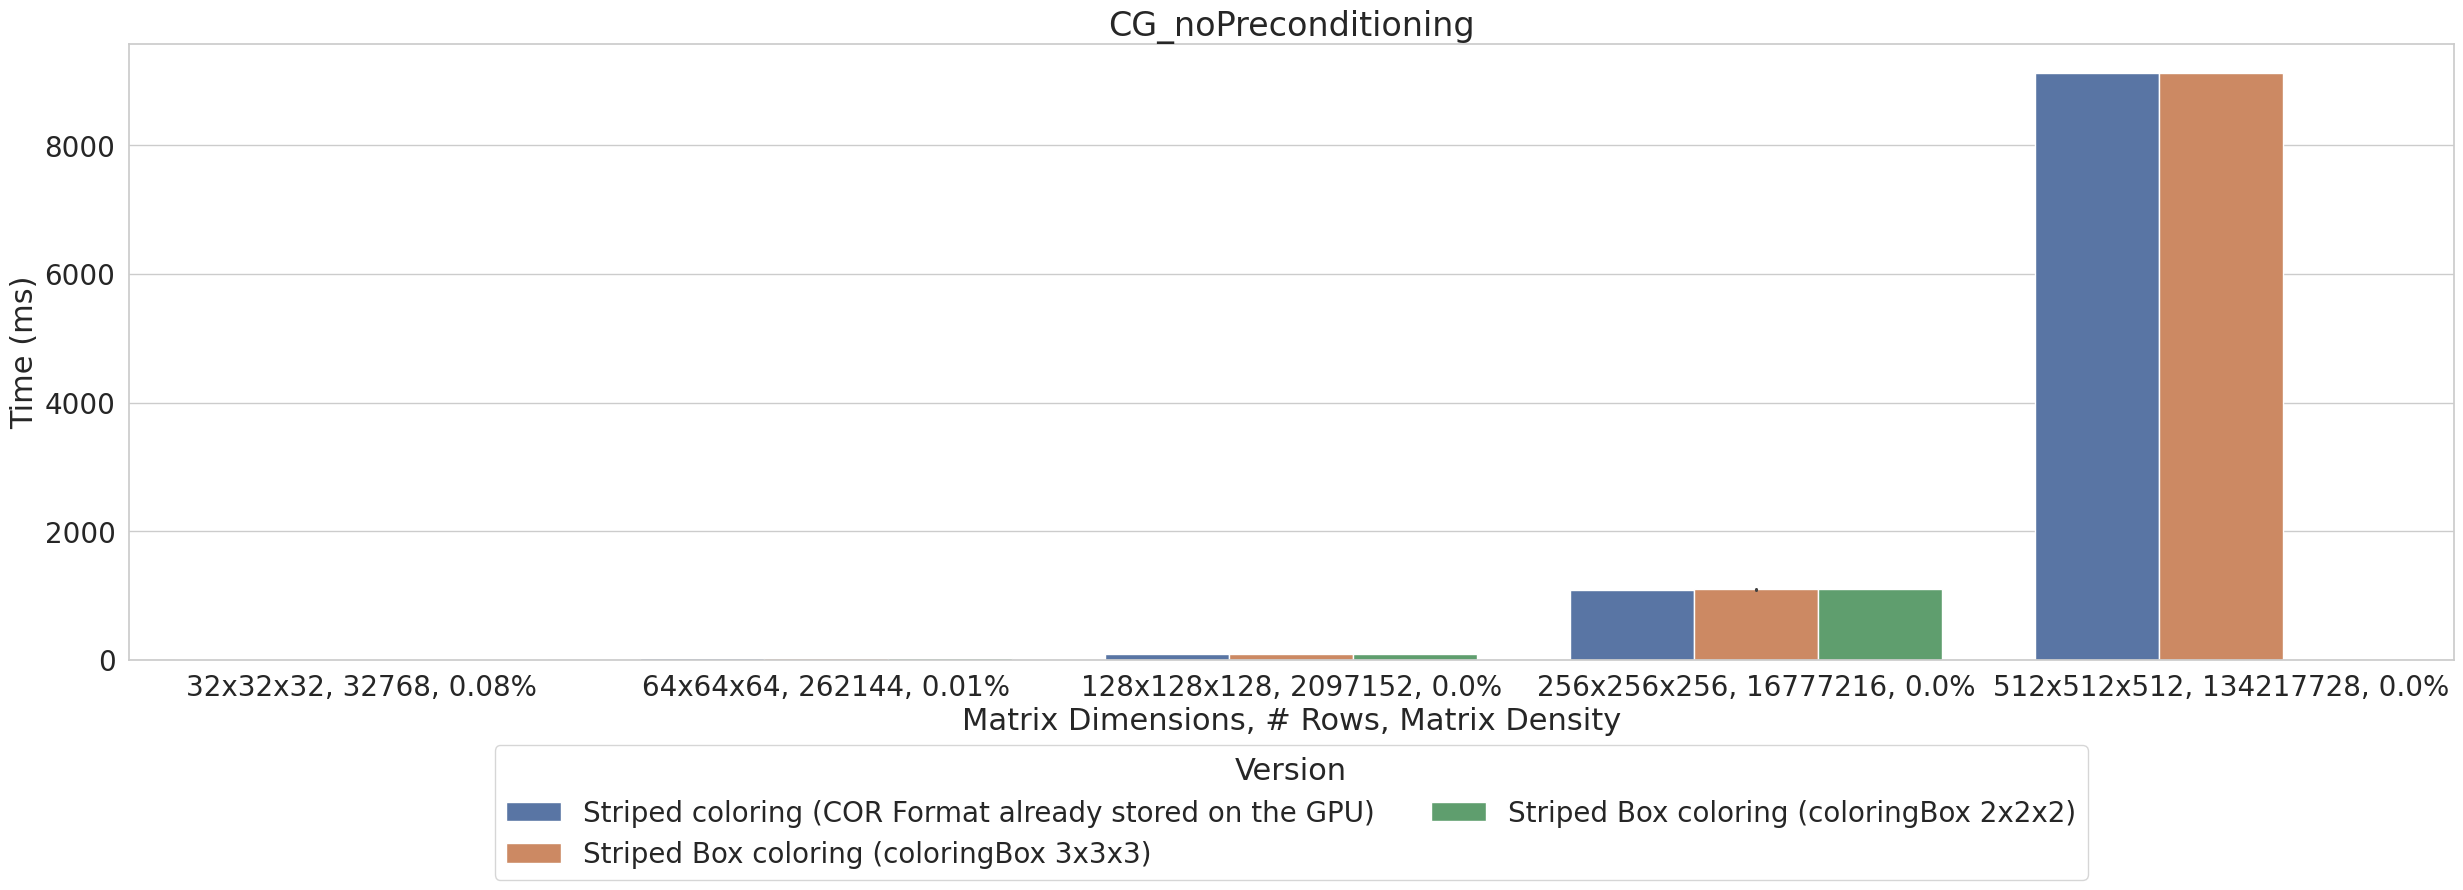 CG_noPreconditioning
Time (ms)
8000
6000
4000
2000
0
32x32x32, 32768, 0.08%
64x64x64, 262144, 0.01%
128x128x128, 2097152, 0.0%
256x256x256, 16777216, 0.0%
512x512x512, 134217728, 0.0%
Matrix Dimensions, # Rows, Matrix Density
Version
Striped coloring (COR Format already stored on the GPU)
Striped Box coloring (coloringBox 3x3x3)
Striped Box coloring (coloringBox 2x2x2)